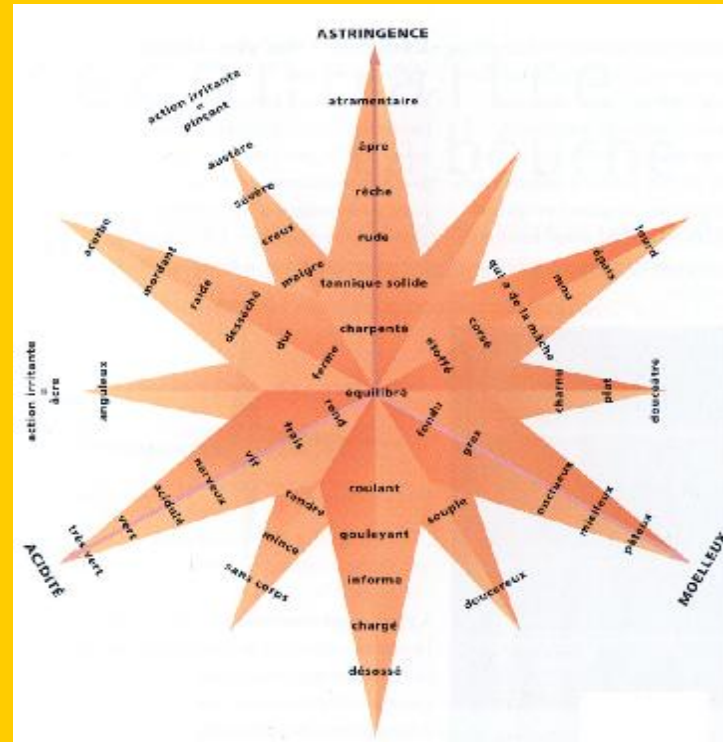 ASTRINGENCE
atramentaire
âpre
rêche
rude
tannique solide
charpenté
équilibré
action irritante
=
pinçant
austère
sévère
creux
maigre
acerbe
mordant
raide
desséché
dur
ferme
action irritante
=
âcre
anguleux
lourd
épais
mou
qui a de la mâche
corsé
étoffé
charnu
plat
douceâtre
rond
frais
vif
nerveux
acidulé
vert
très vert
ACIDITÉ
tendre
mince
sans corps
roulant
gouleyant
informe
chargé
désossé
souple
doucereux
fondu
gras
onctueux
mielleux
pâteux
MOELLEUX